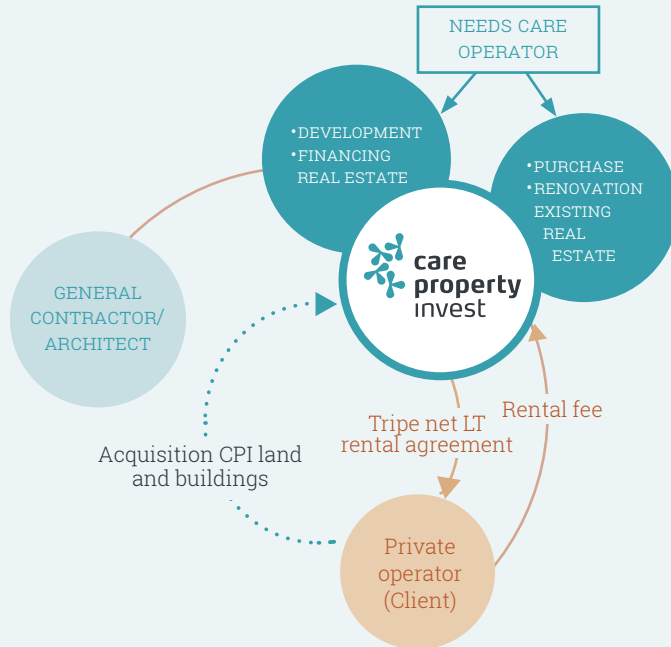 NEEDS CARE
OPERATOR
•DEVELOPMENT
•FINANCING
REAL ESTATE
•PURCHASE
•RENOVATION
EXISTING
REAL
ESTATE
care
property
invest
GENERAL
CONTRACTOR/
ARCHITECT
Tripe net LT
rental agreement
Rental fee
Acquisition CPI land
and buildings
Private
operator
(Client)